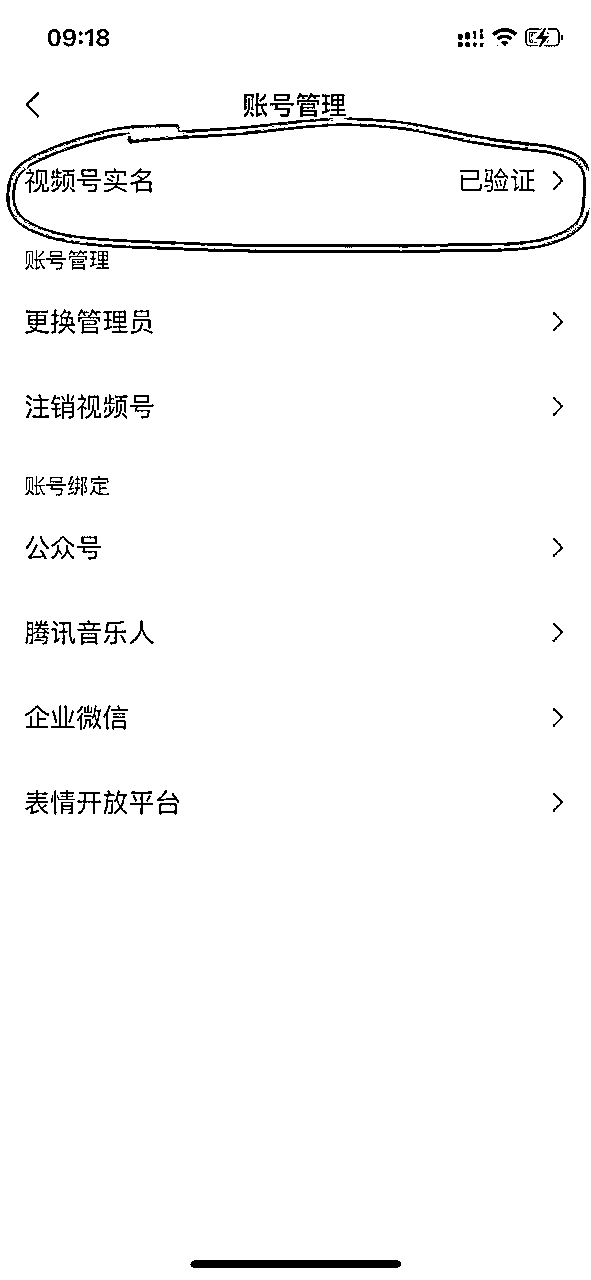 09:18
账号管理
视频号实名 已验证
账号管理
更换管理员
注销视频号
账号绑定
公众号
腾讯音乐人
企业微信
表情开放平台